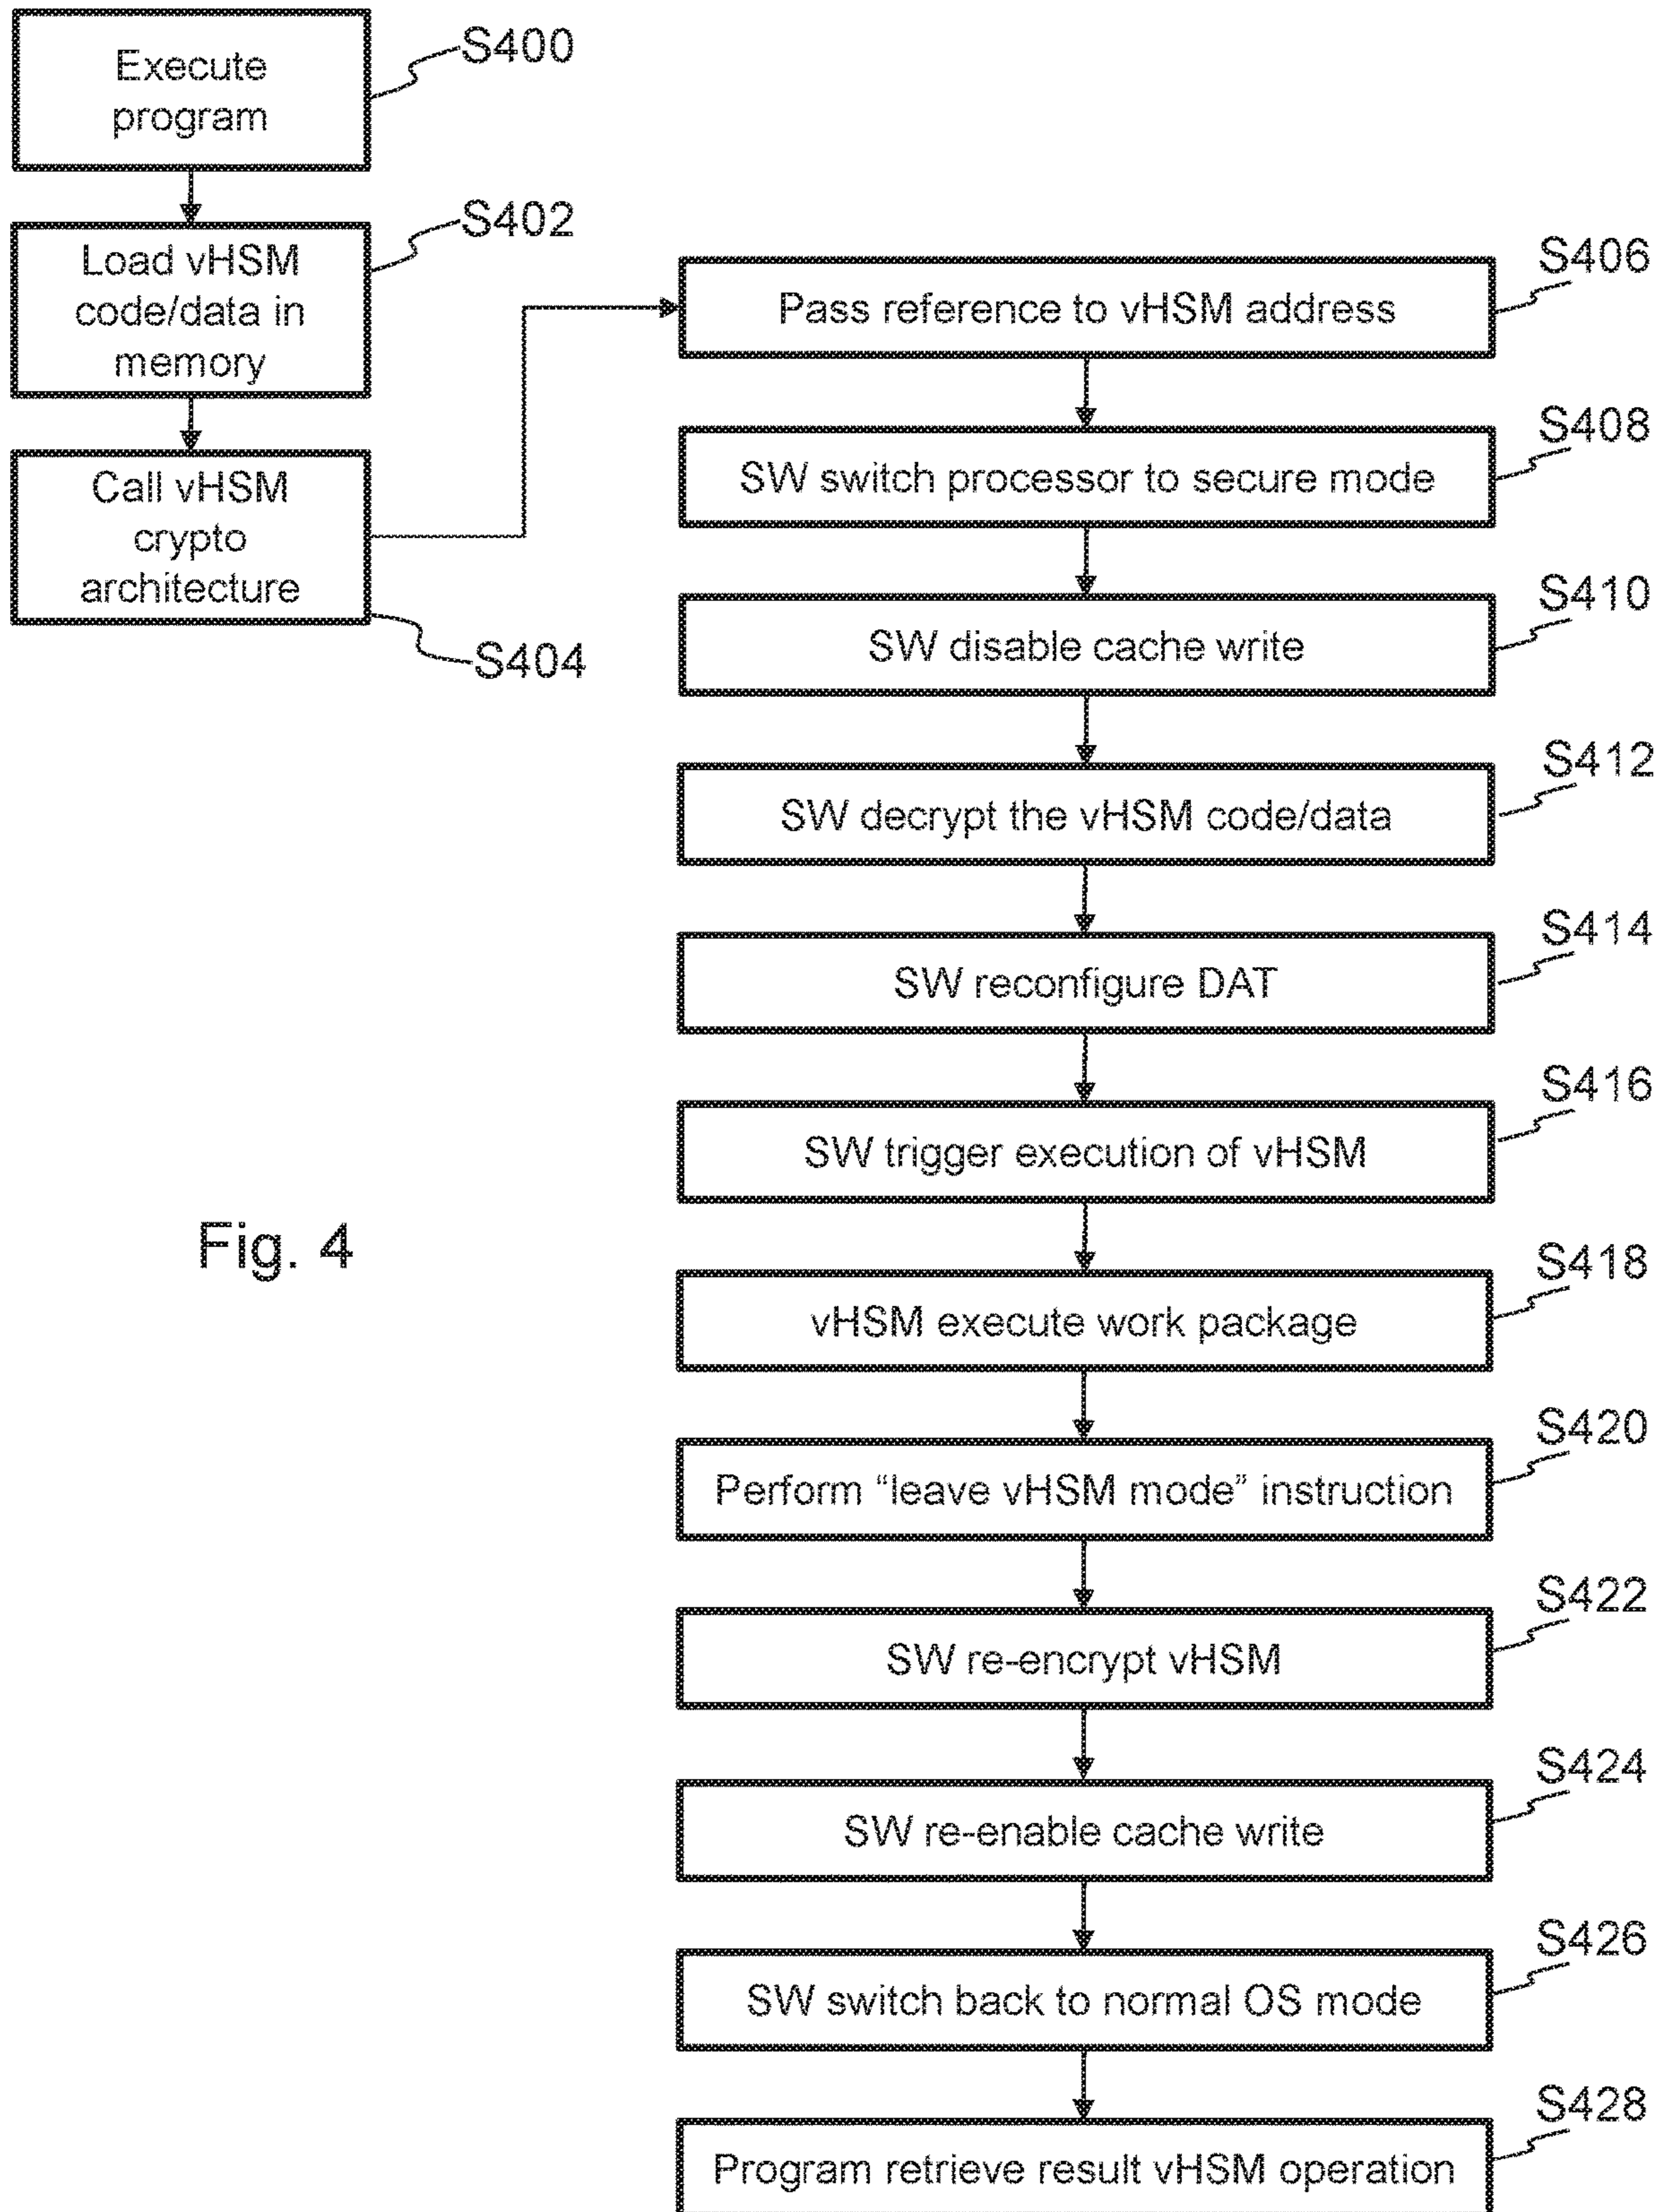 Execute
program
S400
Load vHSM
code/data in
memory
S402
Call vHSM
crypto
architecture
S404
Pass reference to vHSM address
S406
SW switch processor to secure mode
S408
SW disable cache write
S410
SW decrypt the vHSM code/data
S412
SW reconfigure DAT
S414
SW trigger execution of vHSM
S416
vHSM execute work package
S418
Perform “leave vHSM mode” instruction
S420
SW re-encrypt vHSM
S422
SW re-enable cache write
S424
SW switch back to normal OS mode
S426
Program retrieve result vHSM operation
S428
Fig. 4